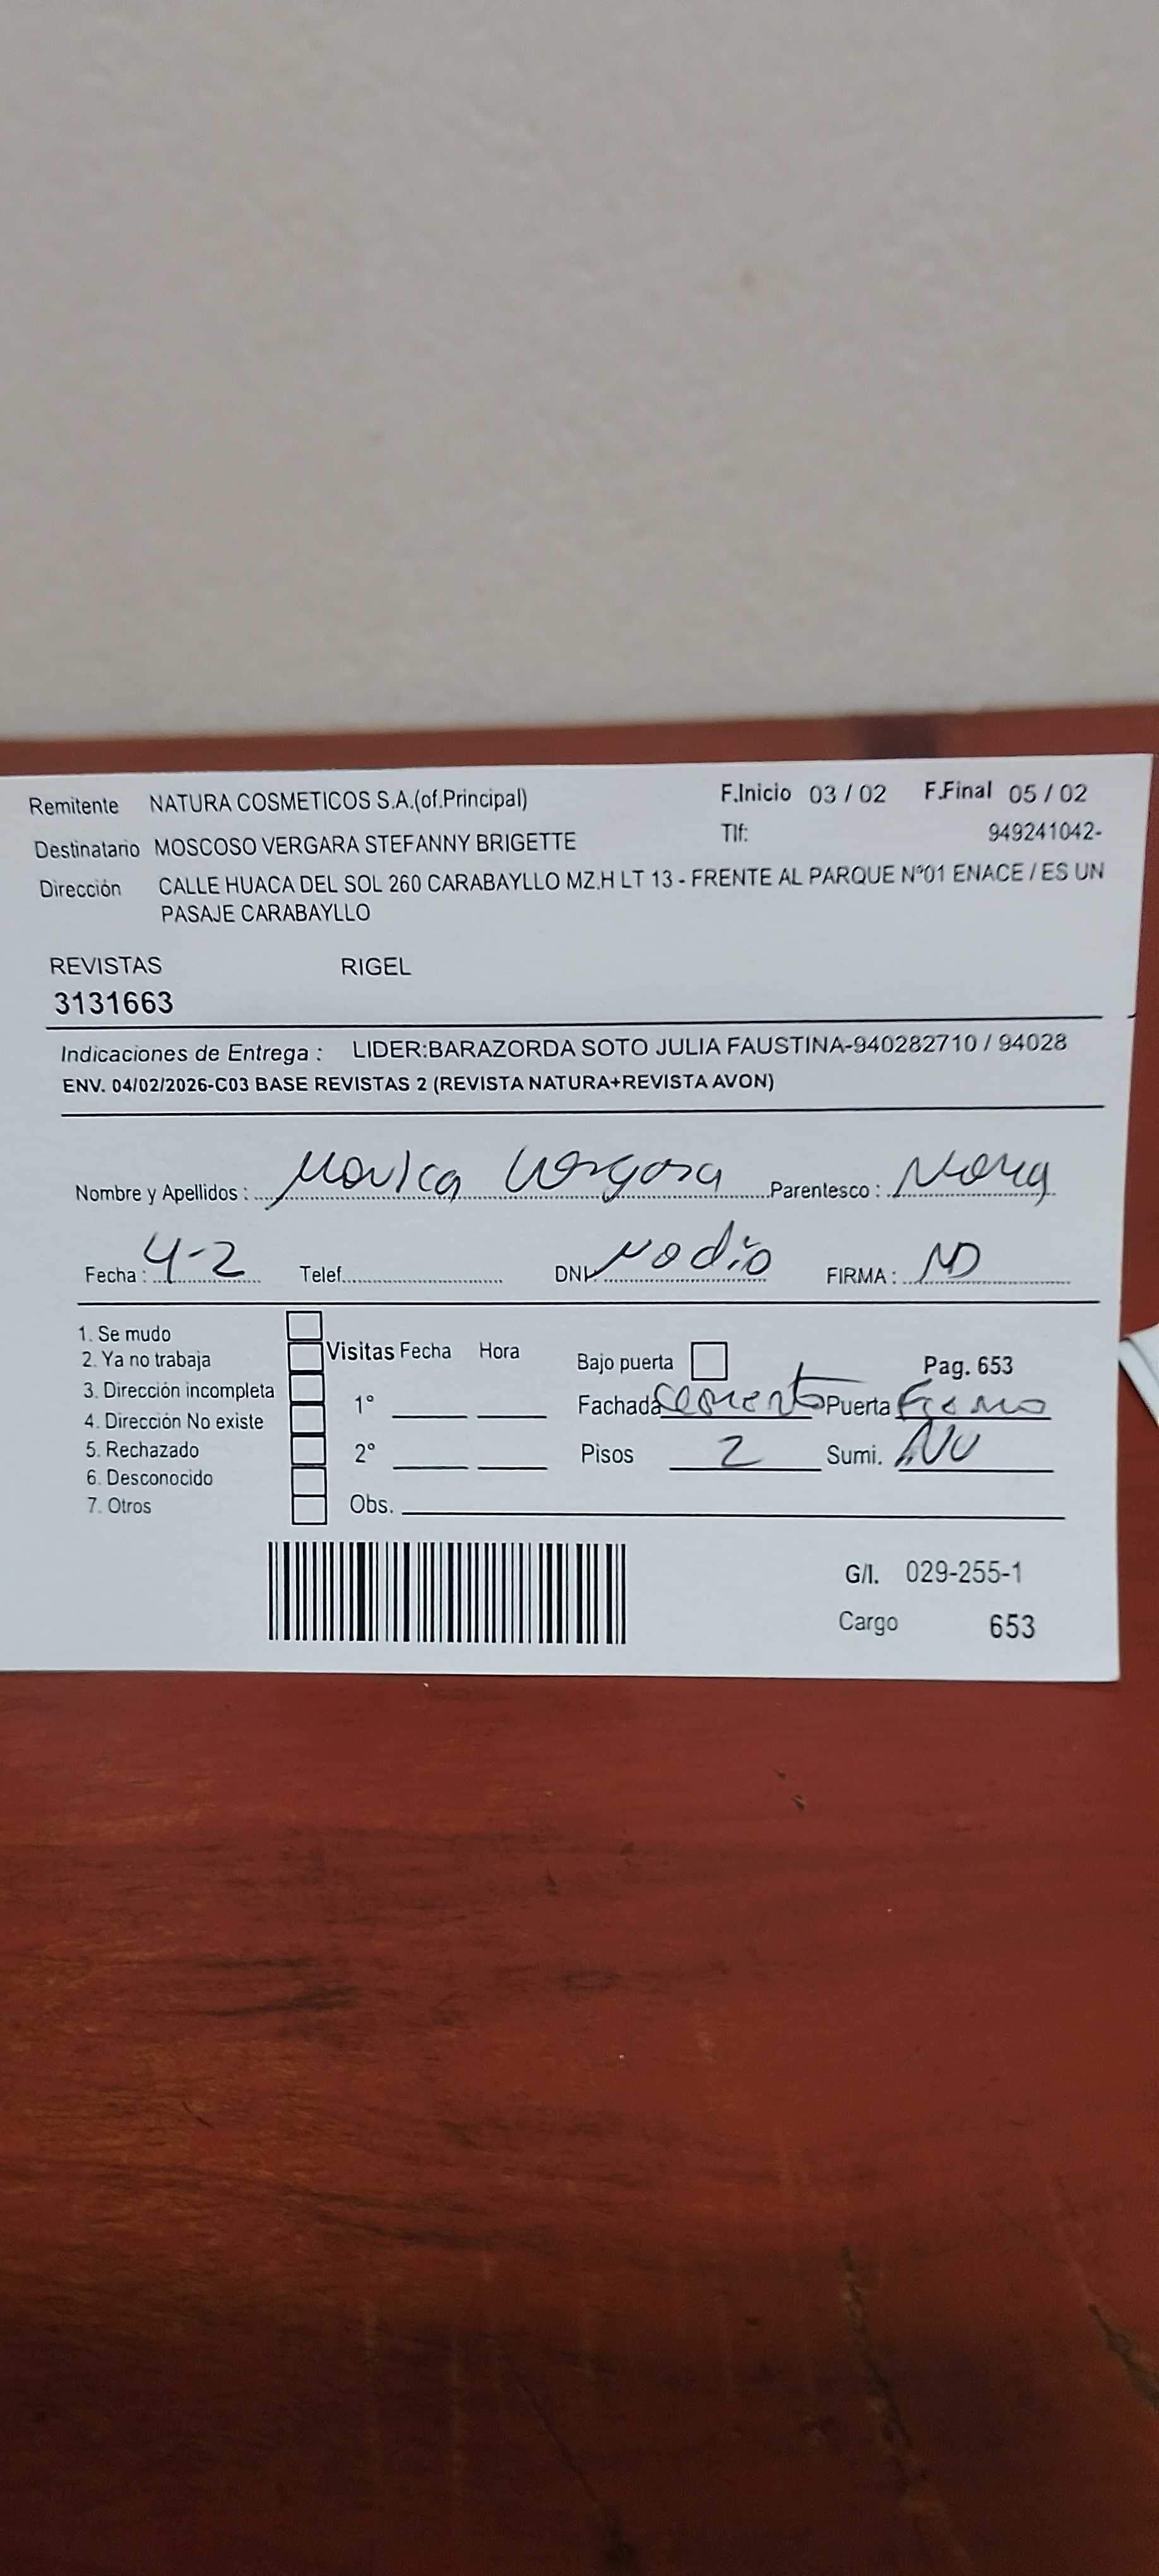 Remitente NATURA COSMETICOS S.A.(of.Principal) F.Inicio 03 / 02 F.Final 05 / 02
Destinatario MOSCOSO VERGARA STEFANNY BRIGETTE Tlf: 949241042-
Dirección CALLE HUACA DEL SOL 260 CARABAYLLO MZ.H LT 13 - FRENTE AL PARQUE N°01 ENACE / ES UN
PASAJE CARABAYLLO
REVISTAS RIGEL
3131663
Indicaciones de Entrega : LIDER:BARAZORDA SOTO JULIA FAUSTINA-940282710 / 94028
ENV. 04/02/2026-C03 BASE REVISTAS 2 (REVISTA NATURA+REVISTA AVON)
Nombre y Apellidos : Monica Vergara Parentesco :
Fecha : 4-2 Telef. DNI. No dio FIRMA : ND
1. Se mudo
2. Ya no trabaja Visitas Fecha Hora Bajo puerta Pag. 653
3. Dirección incompleta 1° Fachada cemento Puerta Fierro
4. Dirección No existe
5. Rechazado 2° Pisos 2 Sumi. NO
6. Desconocido
7. Otros Obs.
G/I. 029-255-1
Cargo 653